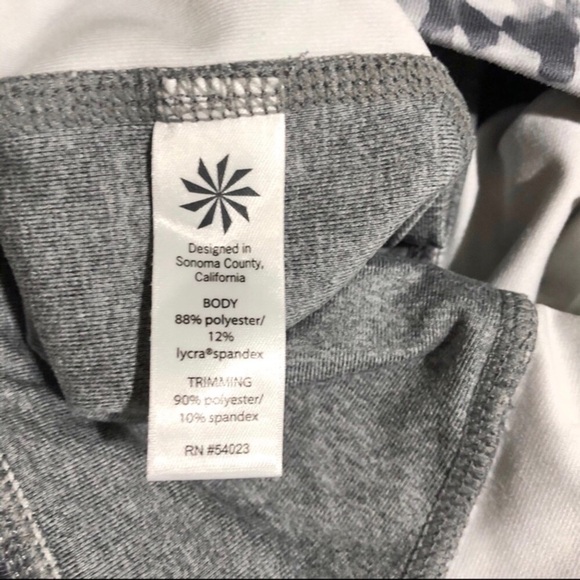 Designed in
Sonoma County,
California
BODY
88% polyester/
12%
lycra®spandex
TRIMMING
90% polyester/
10% spandex
RN #54023